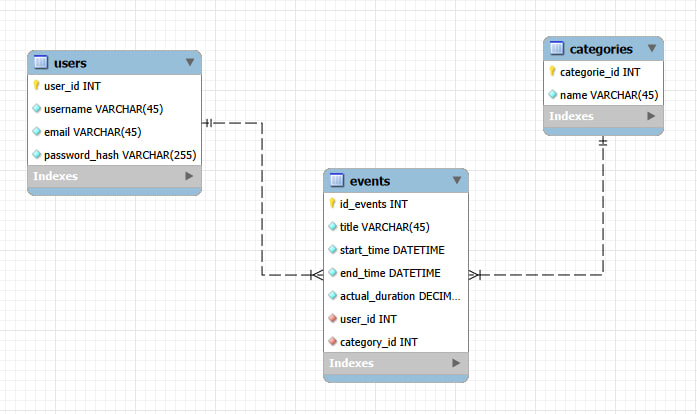 users
user_id INT
username VARCHAR(45)
email VARCHAR(45)
password_hash VARCHAR(255)
Indexes
categories
categorie_id INT
name VARCHAR(45)
Indexes
events
id_events INT
title VARCHAR(45)
start_time DATETIME
end_time DATETIME
actual_duration DECIM...
user_id INT
category_id INT
Indexes